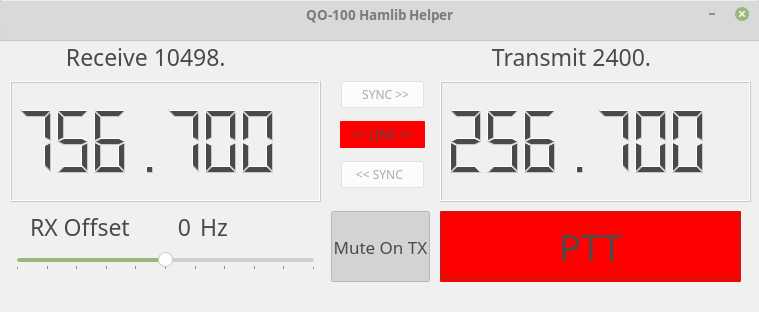 QO-100 Hamlib Helper
Receive 10498.
Transmit 2400.
756.700
SYNC >>
<< LINK >>
<< SYNC
256.700
RX Offset 0 Hz
Mute On TX
PTT